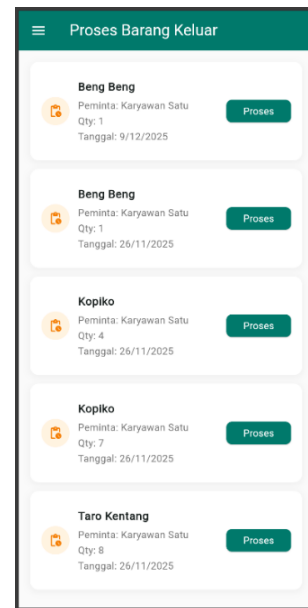 Proses Barang Keluar
Beng Beng
Peminta: Karyawan Satu
Qty: 1
Tanggal: 9/12/2025
Proses
Beng Beng
Peminta: Karyawan Satu
Qty: 1
Tanggal: 26/11/2025
Proses
Kopiko
Peminta: Karyawan Satu
Qty: 4
Tanggal: 26/11/2025
Proses
Kopiko
Peminta: Karyawan Satu
Qty: 7
Tanggal: 26/11/2025
Proses
Taro Kentang
Peminta: Karyawan Satu
Qty: 8
Tanggal: 26/11/2025
Proses